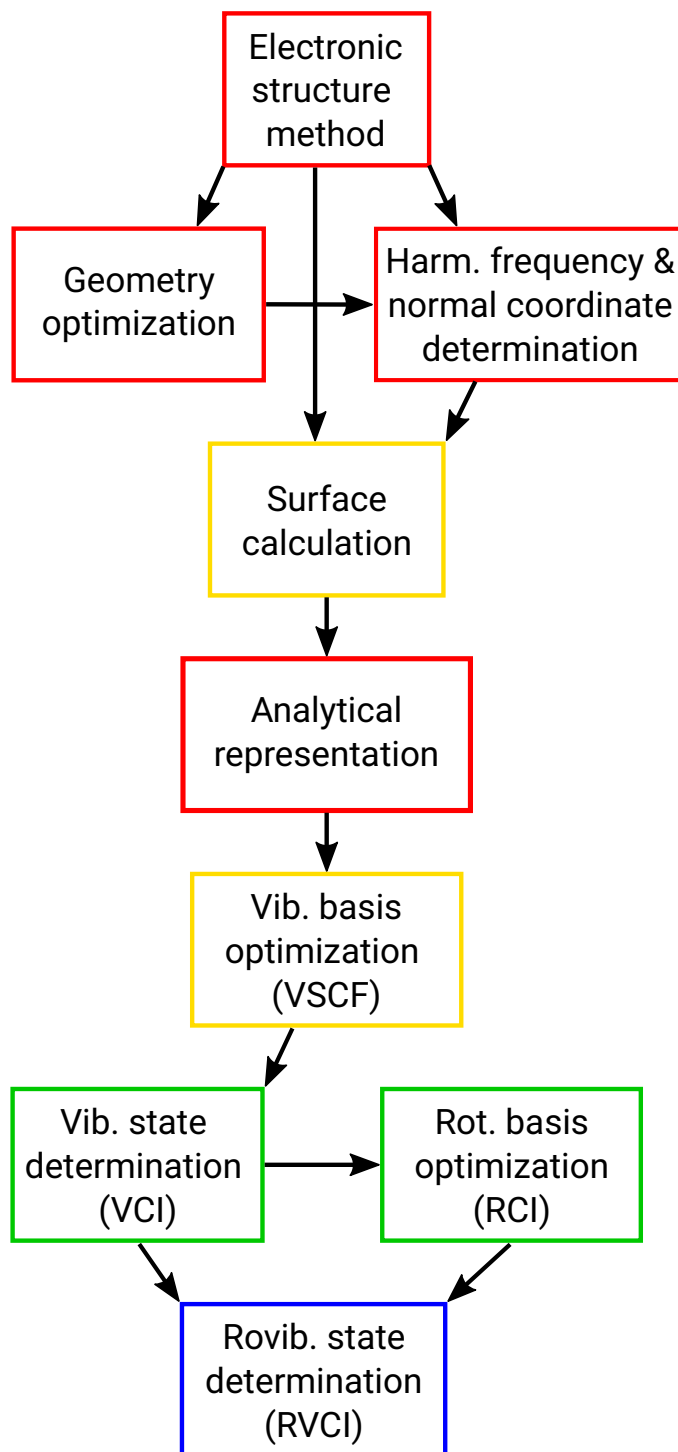 Electronic
structure
method
Geometry
optimization
Harm. frequency &
normal coordinate
determination
Surface
calculation
Analytical
representation
Vib. basis
optimization
(VSCF)
Vib. state
determination
(VCI)
Rot. basis
optimization
(RCI)
Rovib. state
determination
(RVCI)